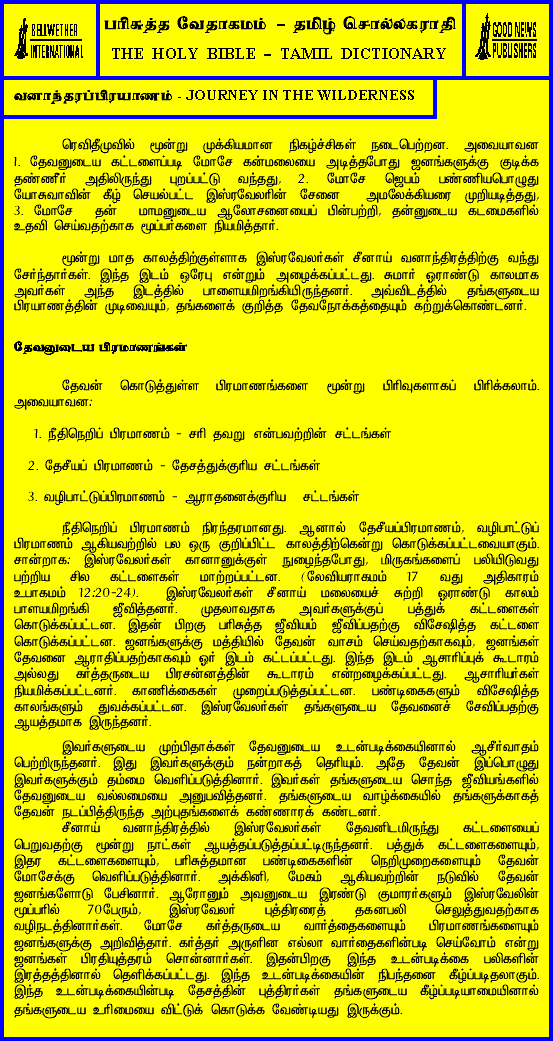 BELLWETHER
INTERNATIONAL
பரிசுத்த வேதாகமம் – தமிழ் சொல்லகராதி
THE HOLY BIBLE – TAMIL DICTIONARY
GOOD NEWS
PUBLISHERS
வனாந்தரப்பிரயாணம் - JOURNEY IN THE WILDERNESS
ரெவிதீமுவில் மூன்று முக்கியமான நிகழ்ச்சிகள் நடைபெற்றன. அவையாவன
1. தேவனுடைய கட்டளைப்படி மோசே கன்மலையை அடித்தபோது ஜனங்களுக்கு குடிக்க
தண்ணீர் அதிலிருந்து புறப்பட்டு வந்தது, 2. மோசே ஜெபம் பண்ணியபொழுது
யோசுவாவின் கீழ் செயல்பட்ட இஸ்ரவேலரின் சேனை அமலேக்கியரை முறியடித்தது,
3. மோசே தன் மாமனுடைய ஆலோசனையைப் பின்பற்றி, தன்னுடைய கடமைகளில்
உதவி செய்வதற்காக மூப்பர்களை நியமித்தார்.
மூன்று மாத காலத்திற்குள்ளாக இஸ்ரவேலர்கள் சீனாய் வனாந்திரத்திற்கு வந்து
சேர்ந்தார்கள். இந்த இடம் ஒரேபு என்றும் அழைக்கப்பட்டது. சுமார் ஓராண்டு காலமாக
அவர்கள் அந்த இடத்தில் பாளையமிறங்கியிருந்தனர். அவ்விடத்தில் தங்களுடைய
பிரயாணத்தின் முடிவையும், தங்களைக் குறித்த தேவநோக்கத்தையும் கற்றுக்கொண்டனர்.
தேவனுடைய பிரமாணங்கள்
தேவன் கொடுத்துள்ள பிரமாணங்களை மூன்று பிரிவுகளாகப் பிரிக்கலாம்.
அவையாவன:
1. நீதிநெறிப் பிரமாணம் - சரி தவறு என்பவற்றின் சட்டங்கள்
2. தேசீயப் பிரமாணம் - தேசத்துக்குரிய சட்டங்கள்
3. வழிபாட்டுப்பிரமாணம் - ஆராதனைக்குரிய சட்டங்கள்
நீதிநெறிப் பிரமாணம் நிரந்தரமானது. ஆனால் தேசீயப்பிரமாணம், வழிபாட்டுப்
பிரமாணம் ஆகியவற்றில் பல ஒரு குறிப்பிட்ட காலத்திற்கென்று கொடுக்கப்பட்டவையாகும்.
சான்றாக: இஸ்ரவேலர்கள் கானானுக்குள் நுழைந்தபோது, மிருகங்களைப் பலியிடுவது
பற்றிய சில கட்டளைகள் மாற்றப்பட்டன. (லேவியராகமம் 17 வது அதிகாரம்
உபாகமம் 12:20-24). இஸ்ரவேலர்கள் சீனாய் மலையைச் சுற்றி ஓராண்டு காலம்
பாளயமிறங்கி ஜீவித்தனர். முதலாவதாக அவர்களுக்குப் பத்துக் கட்டளைகள்
கொடுக்கப்பட்டன. இதன் பிறகு பரிசுத்த ஜீவியம் ஜீவிப்பதற்கு விசேஷித்த கட்டளை
கொடுக்கப்பட்டன. ஜனங்களுக்கு மத்தியில் தேவன் வாசம் செய்வதற்காகவும், ஜனங்கள்
தேவனை ஆராதிப்பதற்காகவும் ஓர் இடம் கட்டப்பட்டது. இந்த இடம் ஆசாரிப்புக் கூடாரம்
அல்லது கர்த்தருடைய பிரசன்னத்தின் கூடாரம் என்றழைக்கப்பட்டது. ஆசாரியர்கள்
நியமிக்கப்பட்டனர். காணிக்கைகள் முறைப்படுத்தப்பட்டன. பண்டிகைகளும் விசேஷித்த
காலங்களும் துவக்கப்பட்டன. இஸ்ரவேலர்கள் தங்களுடைய தேவனைச் சேவிப்பதற்கு
ஆயத்தமாக இருந்தனர்.
இவர்களுடைய முற்பிதாக்கள் தேவனுடைய உடன்படிக்கையினால் ஆசீர்வாதம்
பெற்றிருந்தனர். இது இவர்களுக்கும் நன்றாகத் தெரியும். அதே தேவன் இப்பொழுது
இவர்களுக்கும் தம்மை வெளிப்படுத்தினார். இவர்கள் தங்களுடைய சொந்த ஜீவியங்களில்
தேவனுடைய வல்லமையை அனுபவித்தனர். தங்களுடைய வாழ்க்கையில் தங்களுக்காகத்
தேவன் நடப்பித்திருந்த அற்புதங்களைக் கண்ணாரக் கண்டனர்.
சீனாய் வனாந்திரத்தில் இஸ்ரவேலர்கள் தேவனிடமிருந்து கட்டளையைப்
பெறுவதற்கு மூன்று நாட்கள் ஆயத்தப்படுத்தப்பட்டிருந்தனர். பத்துக் கட்டளைகளையும்,
இதர கட்டளைகளையும், பரிசுத்தமான பண்டிகைகளின் நெறிமுறைகளையும் தேவன்
மோசேக்கு வெளிப்படுத்தினார். அக்கினி, மேகம் ஆகியவற்றின் நடுவில் தேவன்
ஜனங்களோடு பேசினார். ஆரோனும் அவனுடைய இரண்டு குமாரர்களும் இஸ்ரவேலின்
மூப்பரில் 70பேரும், இஸ்ரவேலர் புத்திரரைத் தகனபலி செலுத்துவதற்காக
வழிநடத்தினார்கள். மோசே கர்த்தருடைய வார்த்தைகளையும் பிரமாணங்களையும்
ஜனங்களுக்கு அறிவித்தார். கர்த்தர் அருளின எல்லா வார்தைகளின்படி செய்வோம் என்று
ஜனங்கள் பிரதியுத்தரம் சொன்னார்கள். இதன்பிறகு இந்த உடன்படிக்கை பலிகளின்
இரத்தத்தினால் தெளிக்கப்பட்டது. இந்த உடன்படிக்கையின் நிபந்தனை கீழ்ப்படிதலாகும்.
இந்த உடன்படிக்கையின்படி தேசத்தின் புத்திரர்கள் தங்களுடைய கீழ்ப்படியாமையினால்
தங்களுடைய உரிமையை விட்டுக் கொடுக்க வேண்டியது இருக்கும்.